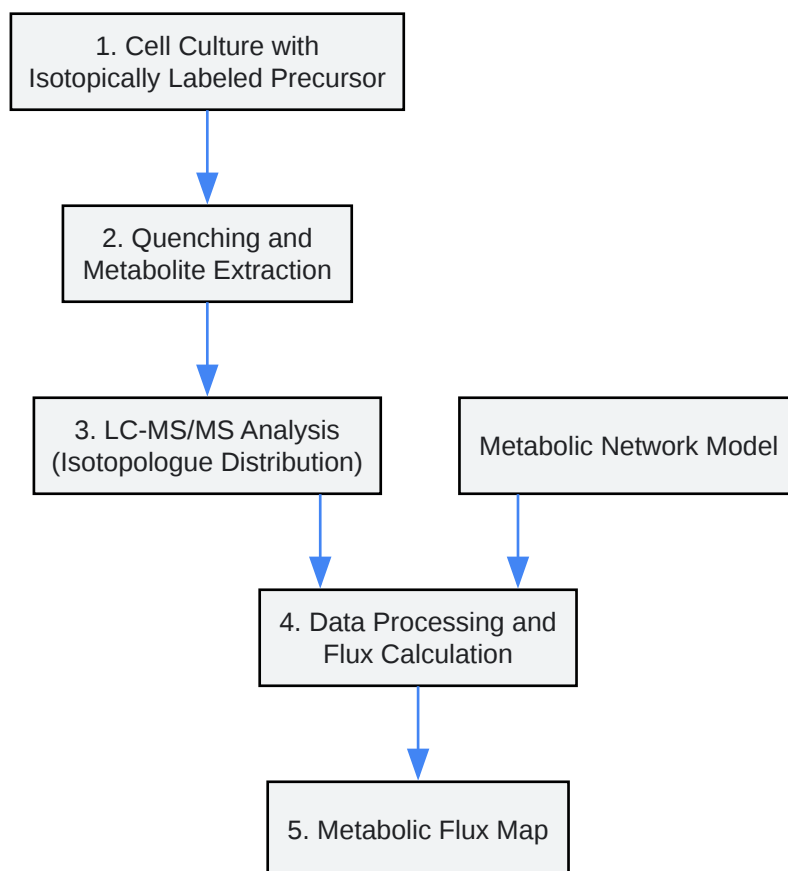 1. Cell Culture with
Isotopically Labeled Precursor
2. Quenching and
Metabolite Extraction
3. LC-MS/MS Analysis
(Isotopologue Distribution)
Metabolic Network Model
4. Data Processing and
Flux Calculation
5. Metabolic Flux Map